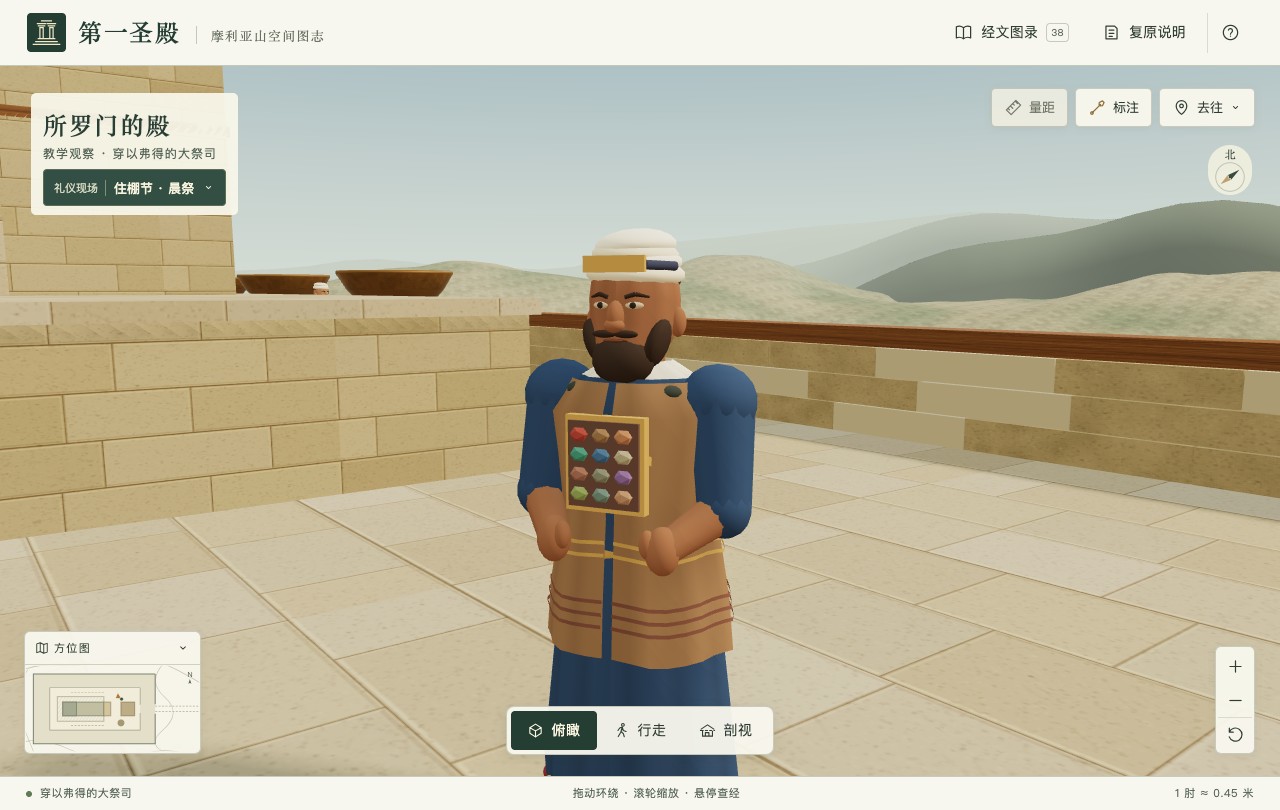 第一圣殿
摩利亚山空间图志
经文图录 38
复原说明
所罗门的殿
教学观察 · 穿以弗得的大祭司
礼仪现场 住棚节 · 晨祭
量距
标注
去往
北
方位图
N
俯瞰
行走
剖视
穿以弗得的大祭司
拖动环绕 · 滚轮缩放 · 悬停查经
1 肘 ≈ 0.45 米